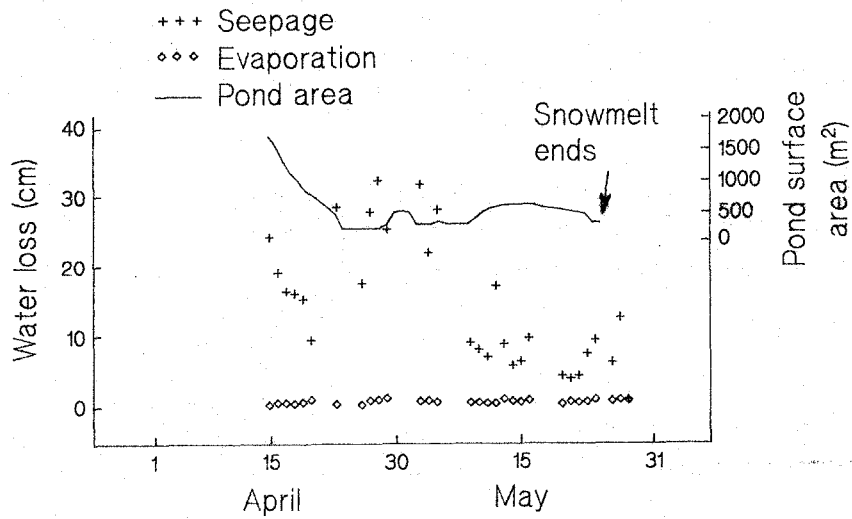 +++ Seepage
◇◇◇ Evaporation
— Pond area
Snowmelt
ends
Water loss (cm)
40
30
20
10
0
2000
1500
1000
500
0
Pond surface
area (m²)
1
15
30
15
31
April
May